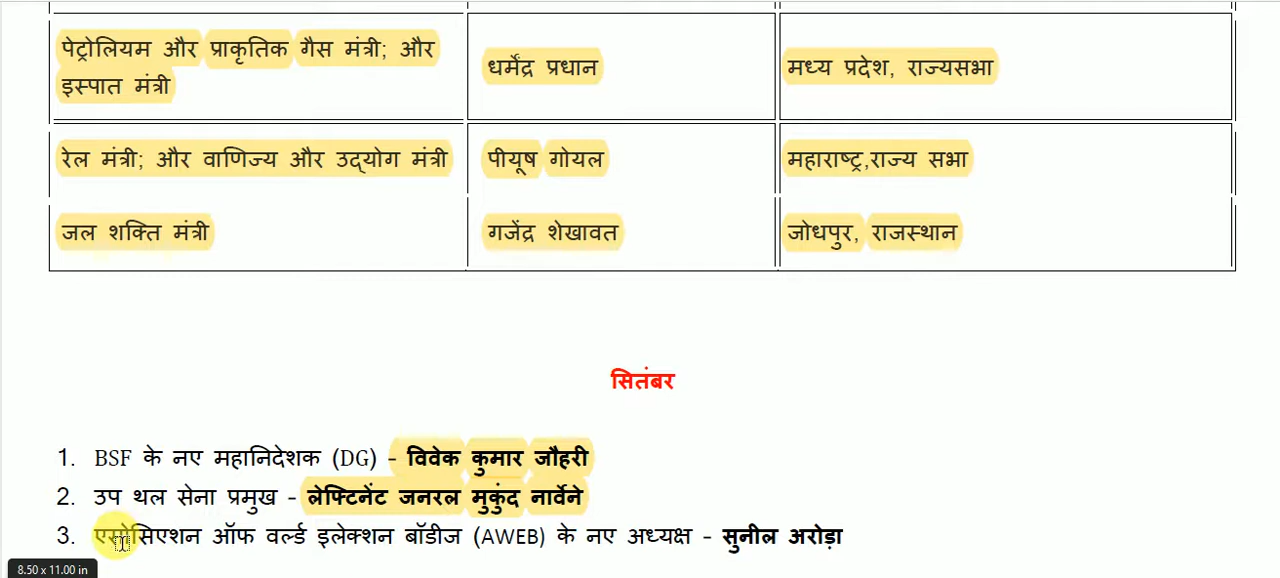 पेट्रोलियम और प्राकृतिक गैस मंत्री; और
इस्पात मंत्री
धर्मेंद्र प्रधान
मध्य प्रदेश, राज्यसभा
रेल मंत्री; और वाणिज्य और उद्योग मंत्री
पीयूष गोयल
महाराष्ट्र,राज्य सभा
जल शक्ति मंत्री
गजेंद्र शेखावत
जोधपुर, राजस्थान
सितंबर
1. BSF के नए महानिदेशक (DG) - विवेक कुमार जौहरी
2. उप थल सेना प्रमुख - लेफ्टिनेंट जनरल मुकुंद नार्वेने
3. एसोसिएशन ऑफ वर्ल्ड इलेक्शन बॉडीज (AWEB) के नए अध्यक्ष - सुनील अरोड़ा
8.50 x 11.00 in